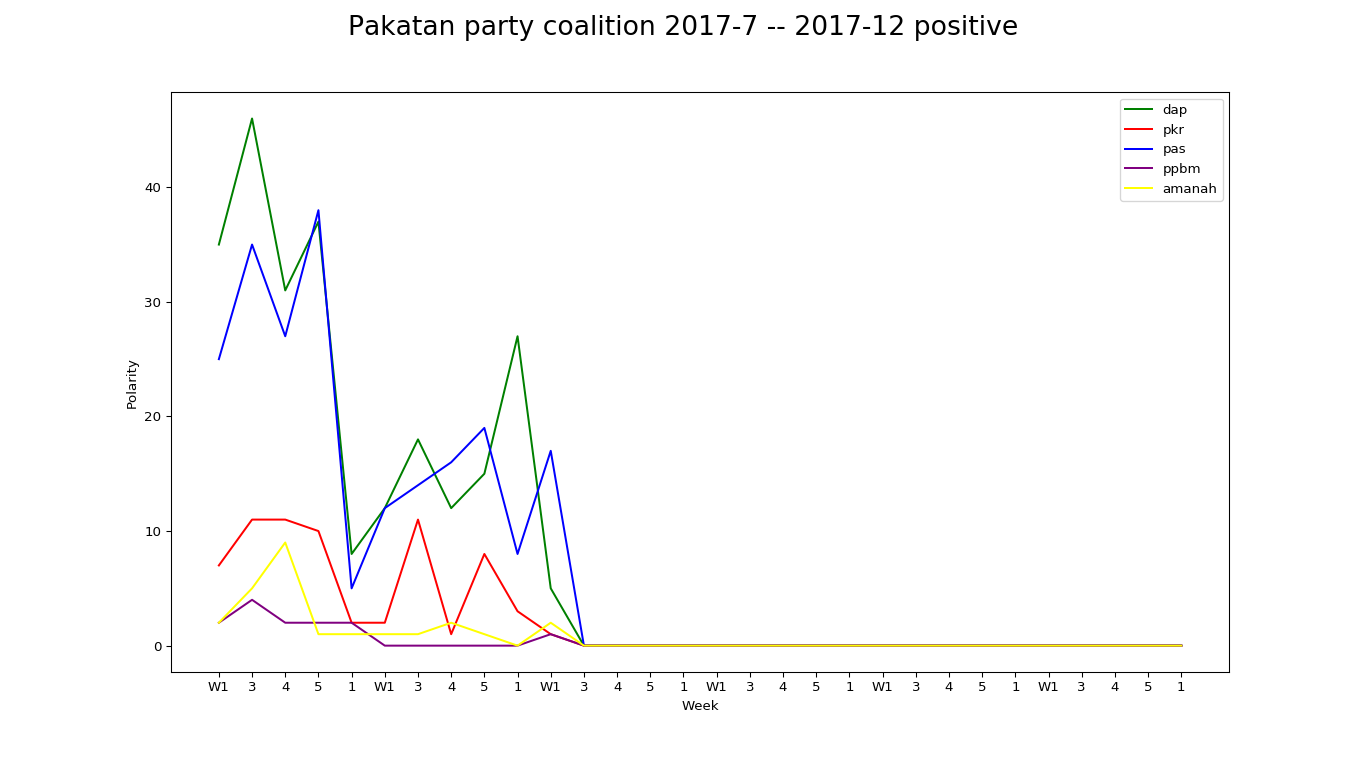 Pakatan party coalition 2017-7 -- 2017-12 positive
dap
pkr
pas
ppbm
amanah
40
30
20
10
0
Polarity
W1 3 4 5 1 W1 3 4 5 1 W1 3 4 5 1 W1 3 4 5 1 W1 3 4 5 1 W1 3 4 5 1
Week